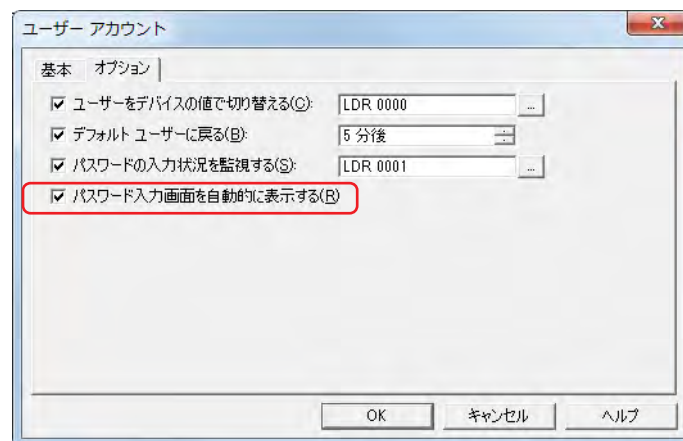 ユーザー アカウント
基本 オプション
ユーザーをデバイスの値で切り替える(C): LDR 0000 ...
デフォルト ユーザーに戻る(B): 5 分後
パスワードの入力状況を監視する(S): LDR 0001 ...
パスワード入力画面を自動的に表示する(R)
OK キャンセル ヘルプ